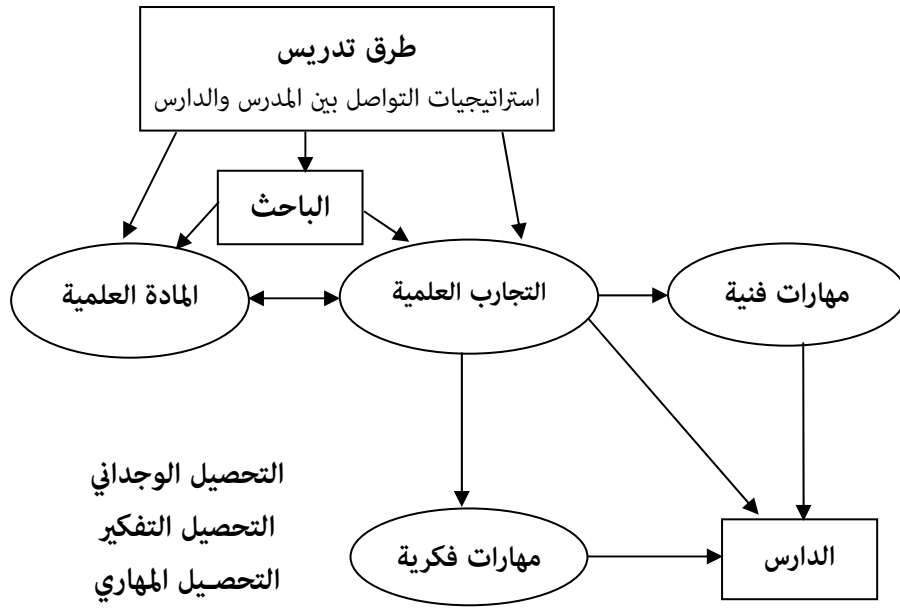 طرق تدريس
استراتيجيات التواصل بين المدرس والدارس
الباحث
المادة العلمية
التجارب العلمية
مهارات فنية
التحصيل الوجداني
التحصيل التفكير
التحصيل المهاري
مهارات فكرية
الدارس